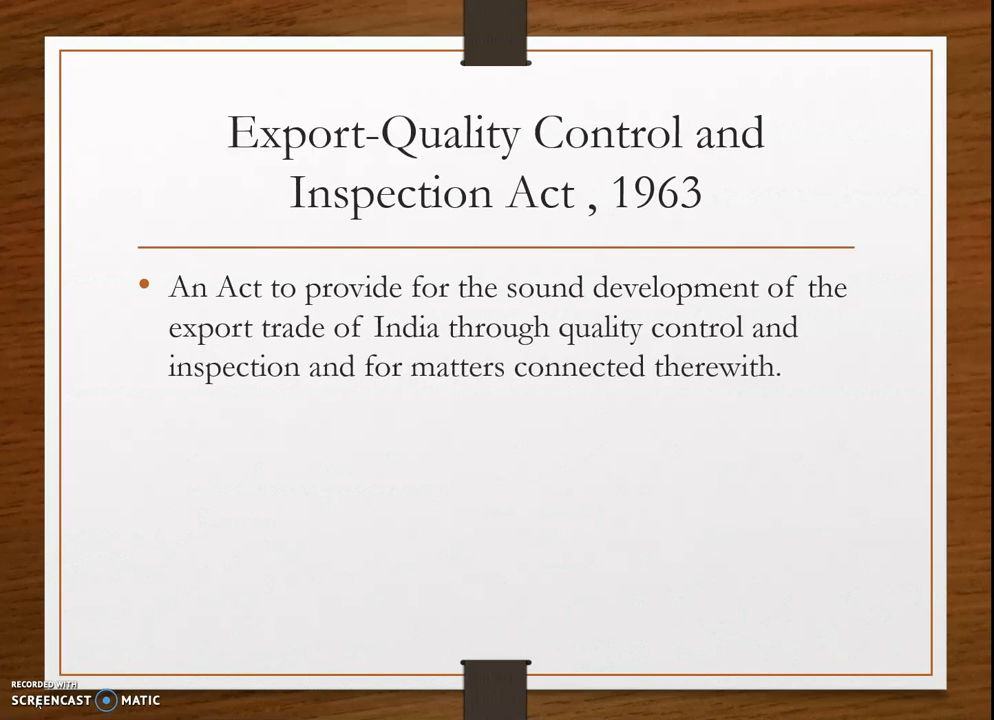 Export-Quality Control and
Inspection Act , 1963
• An Act to provide for the sound development of the
export trade of India through quality control and
inspection and for matters connected therewith.
RECORDED WITH
SCREENCAST MATIC